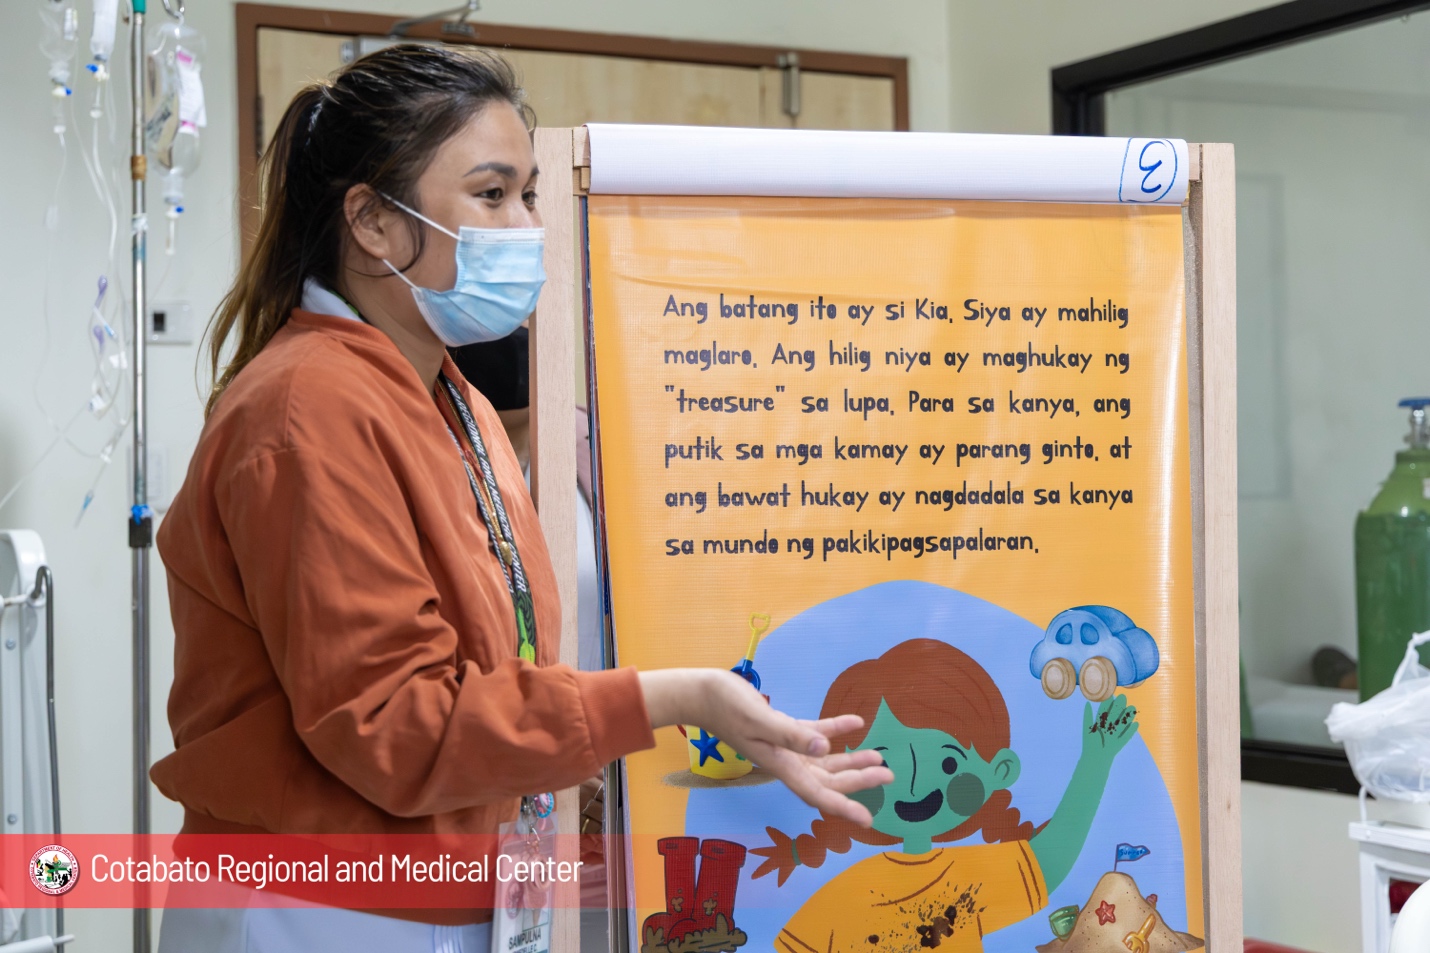 3
Ang batang ito ay si Kia. Siya ay mahilig
maglaro. Ang hilig niya ay maghukay ng
"treasure" sa lupa. Para sa kanya, ang
putik sa mga kamay ay parang ginto, at
ang bawat hukay ay nagdadala sa kanya
sa mundo ng pakikipagsapalaran.
Cotabato Regional and Medical Center
SAMPULNA